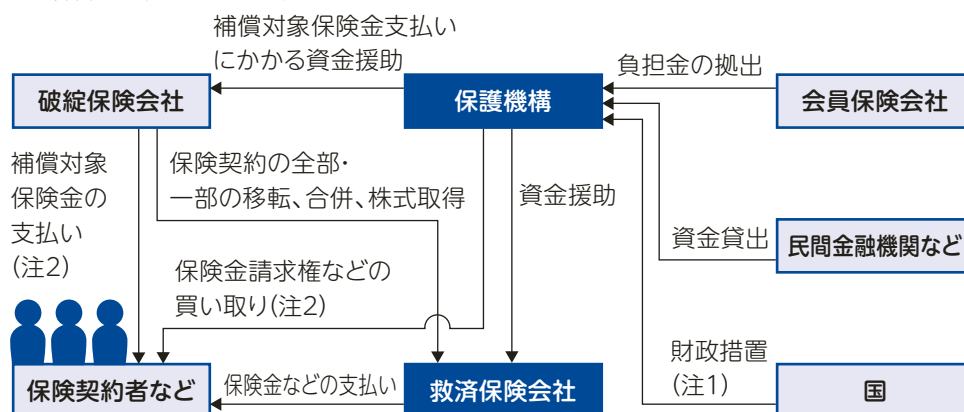 補償対象保険金支払い
にかかる資金援助
負担金の拠出
破綻保険会社
保護機構
会員保険会社
補償対象
保険金の
支払い
(注2)
保険契約の全部・
一部の移転、合併、株式取得
資金援助
資金貸出
民間金融機関など
保険金請求権などの
買い取り(注2)
財政措置
(注1)
保険契約者など
保険金などの支払い
救済保険会社
国